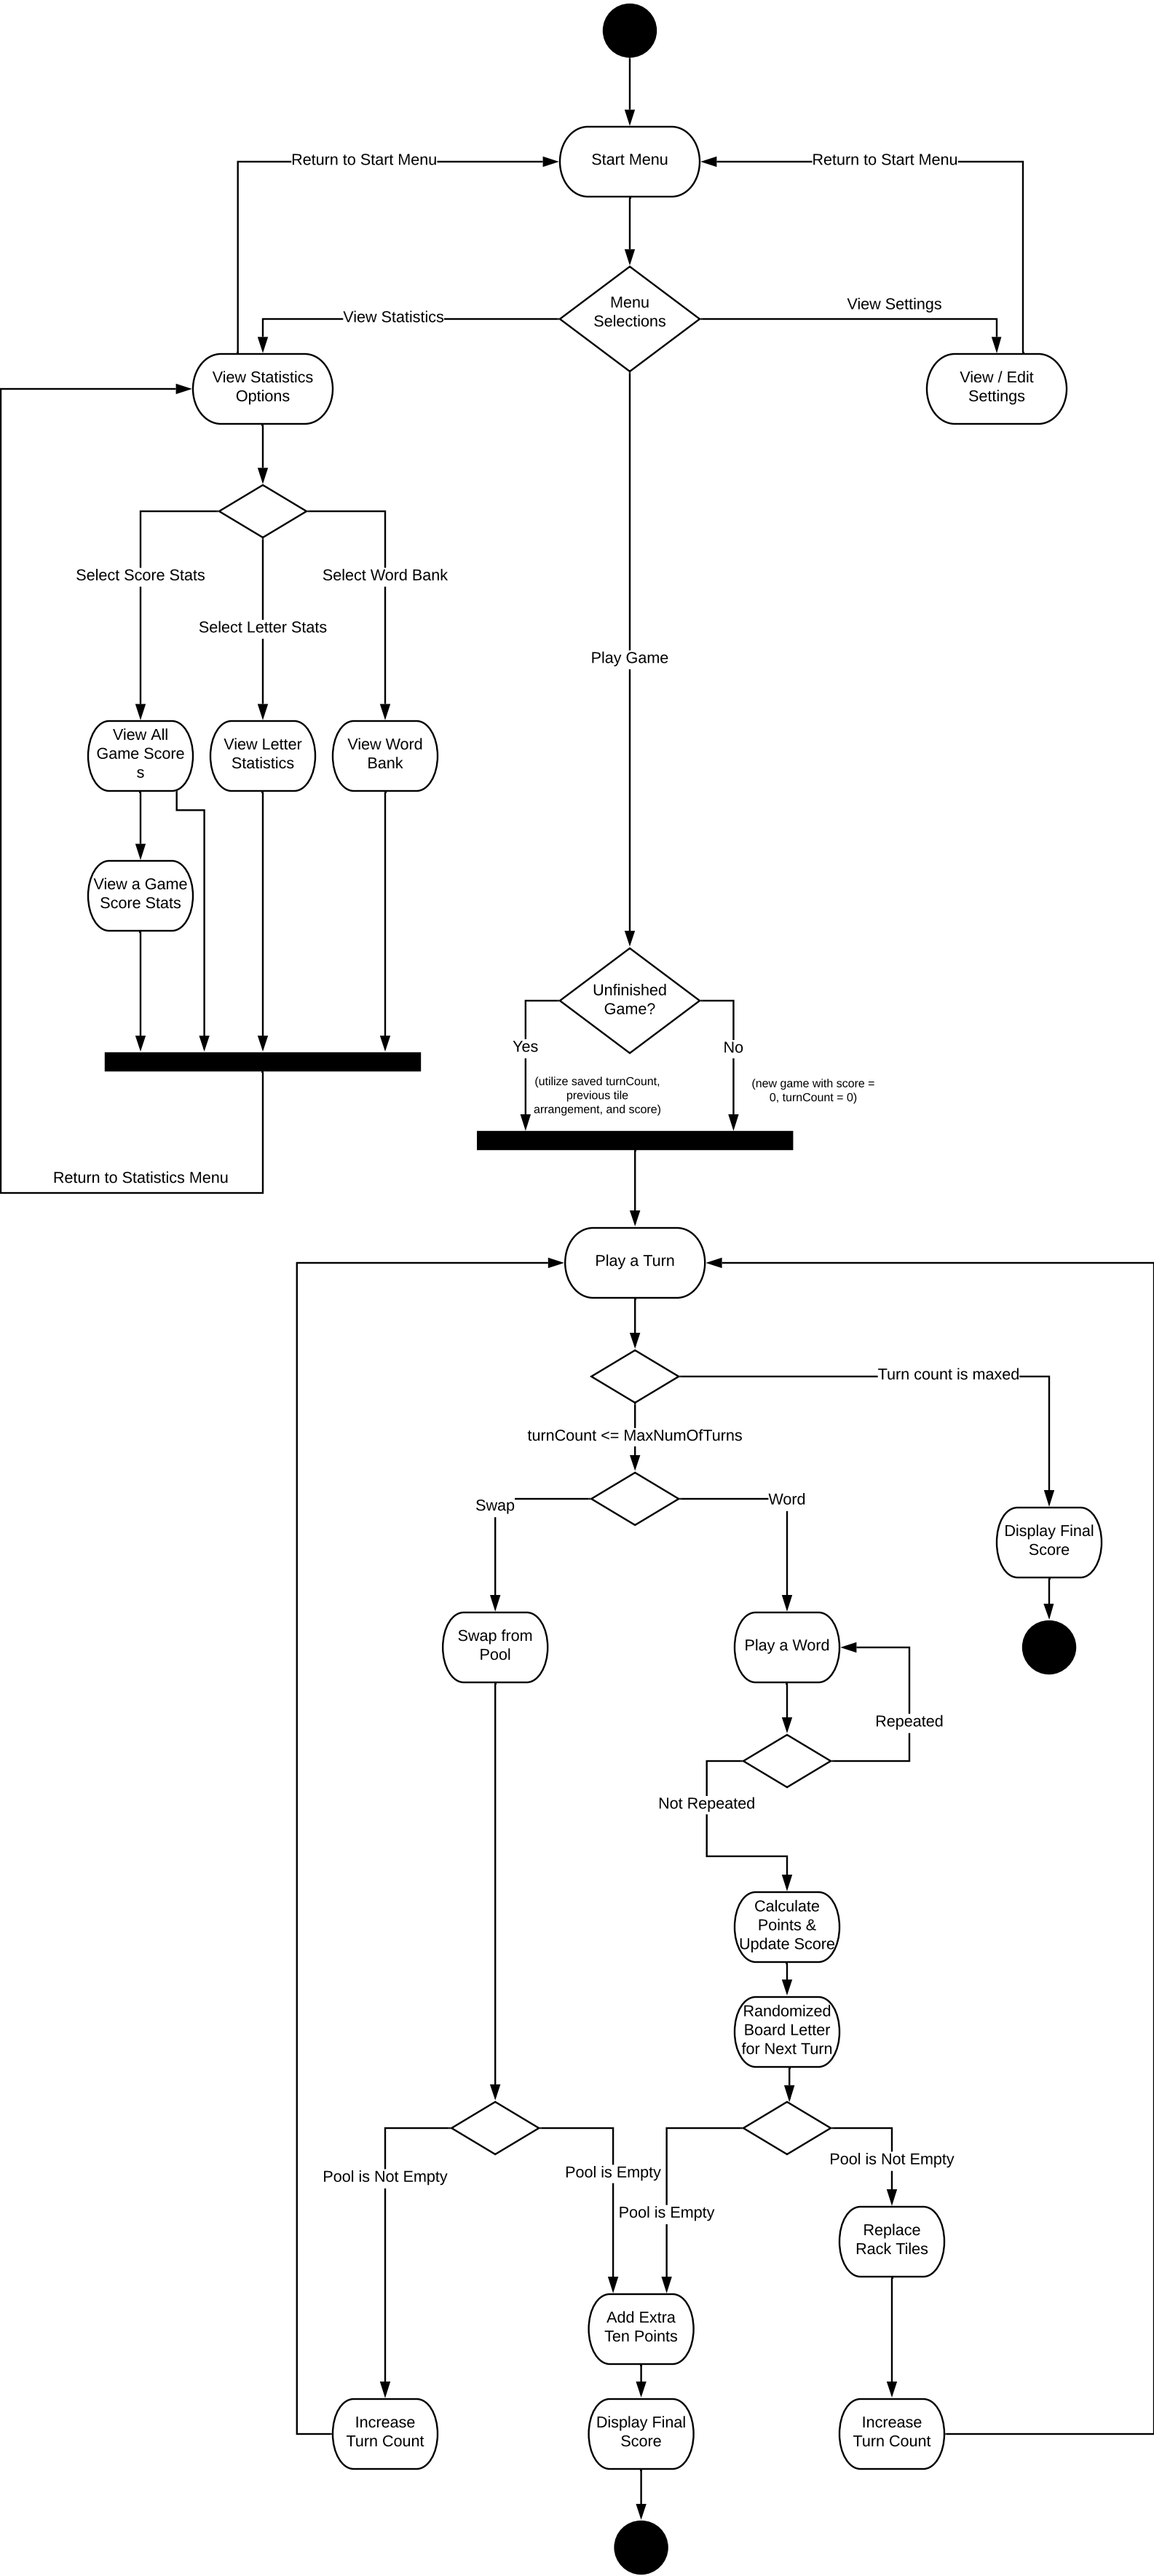 Return to Start Menu
Start Menu
Return to Start Menu
Menu
Selections
View Statistics
View Settings
View Statistics
Options
View / Edit
Settings
Select Score Stats
Select Word Bank
Select Letter Stats
Play Game
View All
Game Score
s
View Letter
Statistics
View Word
Bank
View a Game
Score Stats
Unfinished
Game?
Yes
No
(utilize saved turnCount,
previous tile
arrangement, and score)
(new game with score =
0, turnCount = 0)
Return to Statistics Menu
Play a Turn
Turn count is maxed
turnCount <= MaxNumOfTurns
Swap
Word
Display Final
Score
Swap from
Pool
Play a Word
Repeated
Not Repeated
Calculate
Points &
Update Score
Randomized
Board Letter
for Next Turn
Pool is Not Empty
Pool is Empty
Pool is Empty
Pool is Not Empty
Replace
Rack Tiles
Add Extra
Ten Points
Increase
Turn Count
Display Final
Score
Increase
Turn Count